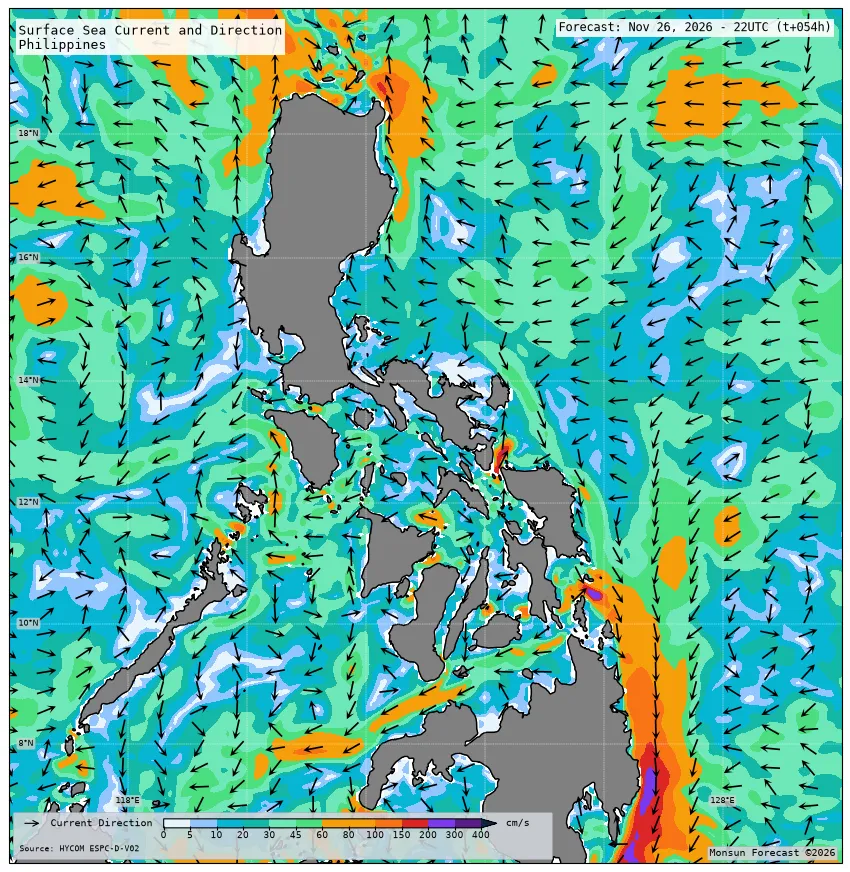 Surface Sea Current and Direction
Philippines
Forecast: Nov 26, 2026 - 22UTC (t+054h)
18°N
16°N
14°N
12°N
10°N
8°N
118°E
128°E
Current Direction
cm/s
0 5 10 20 30 45 60 80 100 150 200 300 400
Source: HYCOM ESPC-D-V02
Monsun Forecast ©2026